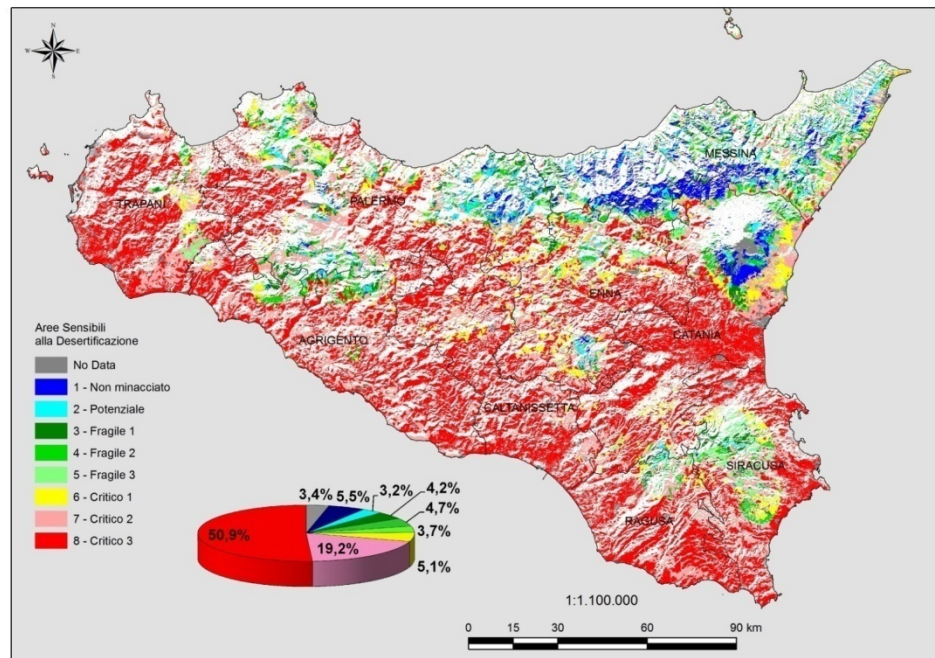 N
W
E
S
MESSINA
TRAPANI
PALERMO
ENNA
CATANIA
AGRIGENTO
CALTANISSETTA
SIRACUSA
RAGUSA
Aree Sensibili
alla Desertificazione
No Data
1 - Non minacciato
2 - Potenziale
3 - Fragile 1
4 - Fragile 2
5 - Fragile 3
6 - Critico 1
7 - Critico 2
8 - Critico 3
3,4%
5,5%
3,2%
4,2%
4,7%
3,7%
5,1%
19,2%
50,9%
1:1.100.000
0 15 30 60 90 km